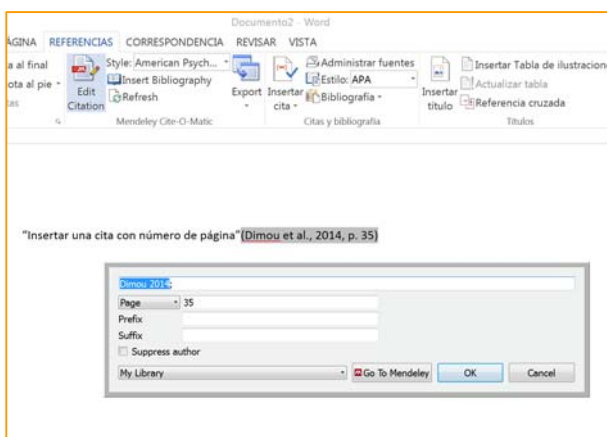 Documento2 - Word
ÁGINA REFERENCIAS CORRESPONDENCIA REVISAR VISTA
a al final
ota al pie
as
Edit Citation
Style: American Psych...
Insert Bibliography
Refresh
Export
Mendeley Cite-O-Matic
Insertar cita
Administrar fuentes
Estilo: APA
Bibliografía
Citas y bibliografía
Insertar título
Insertar Tabla de ilustracion
Actualizar tabla
Referencia cruzada
Títulos
"Insertar una cita con número de página"(Dimou et al., 2014, p. 35)
Dimou 2014
Page 35
Prefix
Suffix
Suppress author
My Library Go To Mendeley OK Cancel